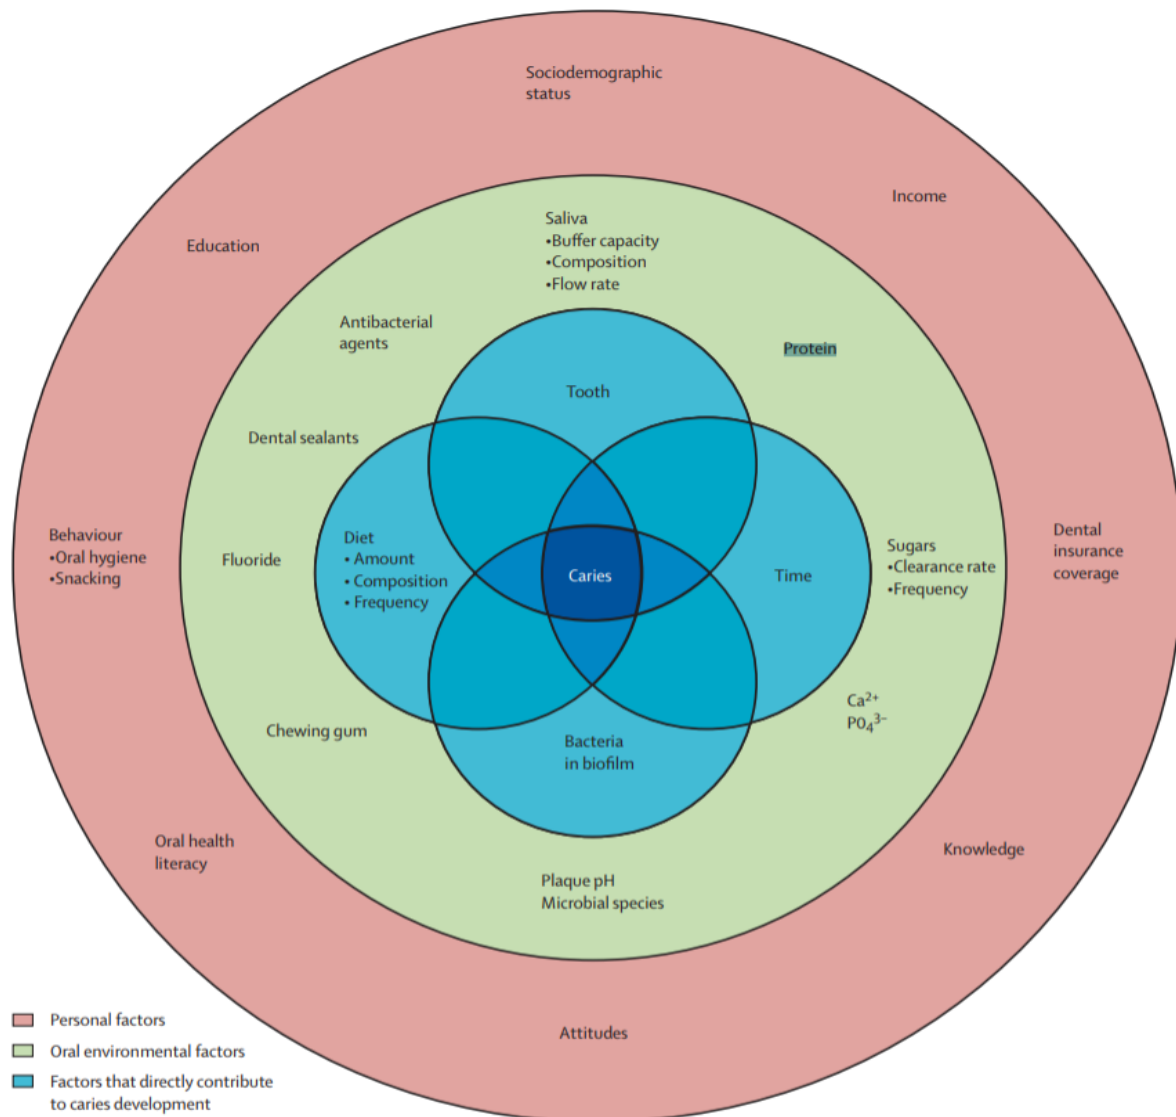 Sociodemographic
status
Income
Education
Saliva
•Buffer capacity
•Composition
•Flow rate
Antibacterial
agents
Protein
Tooth
Dental sealants
Behaviour
•Oral hygiene
•Snacking
Fluoride
Diet
• Amount
• Composition
• Frequency
Caries
Time
Sugars
•Clearance rate
•Frequency
Dental
insurance
coverage
Ca²⁺
PO₄³⁻
Chewing gum
Bacteria
in biofilm
Oral health
literacy
Knowledge
Plaque pH
Microbial species
Attitudes
Personal factors
Oral environmental factors
Factors that directly contribute
to caries development